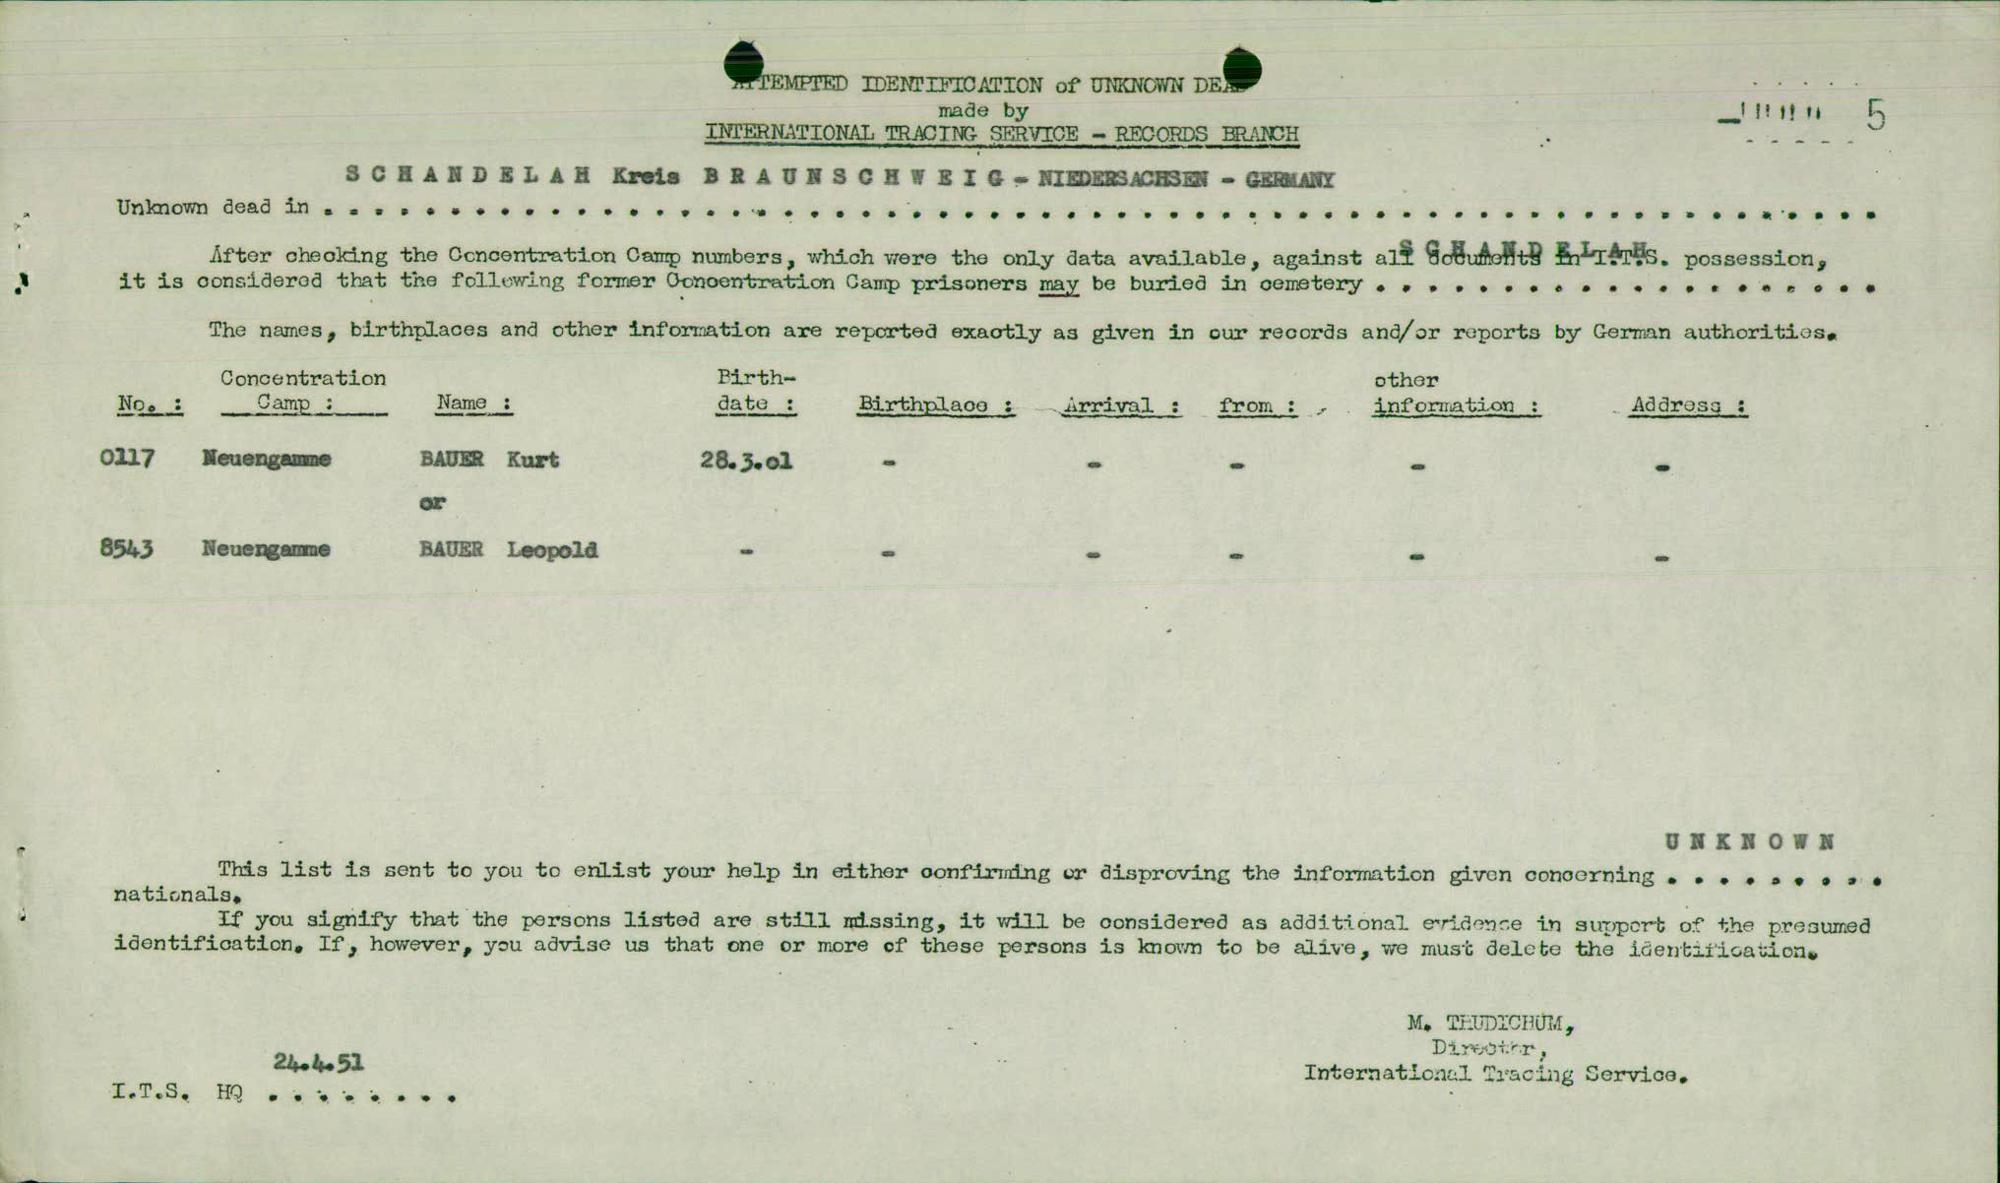 ATTEMPTED IDENTIFICATION of UNKNOWN DEAD
made by
INTERNATIONAL TRACING SERVICE - RECORDS BRANCH
5
SCHANDELAH Kreis BRAUNSCHWEIG - NIEDERSACHSEN - GERMANY
Unknown dead in . . . . . . . . . . . . . . . . . . . . . . . . . . . . . . . . . . . . . . . . . . . . . . . . . . . . . . . . . . . . .
SCHANDELAH
After checking the Concentration Camp numbers, which were the only data available, against all documents in I.T.S. possession,
it is considered that the following former Concentration Camp prisoners may be buried in cemetery . . . . . . . . . . . . . . . . . . . .
The names, birthplaces and other information are reported exactly as given in our records and/or reports by German authorities.
Concentration Birth- other
No. : Camp : Name : date : Birthplace : Arrival : from : information : Address :
0117 Neuengamme BAUER Kurt 28.3.01 - - - - -
or
8543 Neuengamme BAUER Leopold - - - - - -
UNKNOWN
This list is sent to you to enlist your help in either confirming or disproving the information given concerning . . . . . . . . .
nationals.
If you signify that the persons listed are still missing, it will be considered as additional evidence in support of the presumed
identification. If, however, you advise us that one or more of these persons is known to be alive, we must delete the identification.
M. THUDICHUM,
Director,
International Tracing Service.
24.4.51
I.T.S. HQ . . . . . . . .